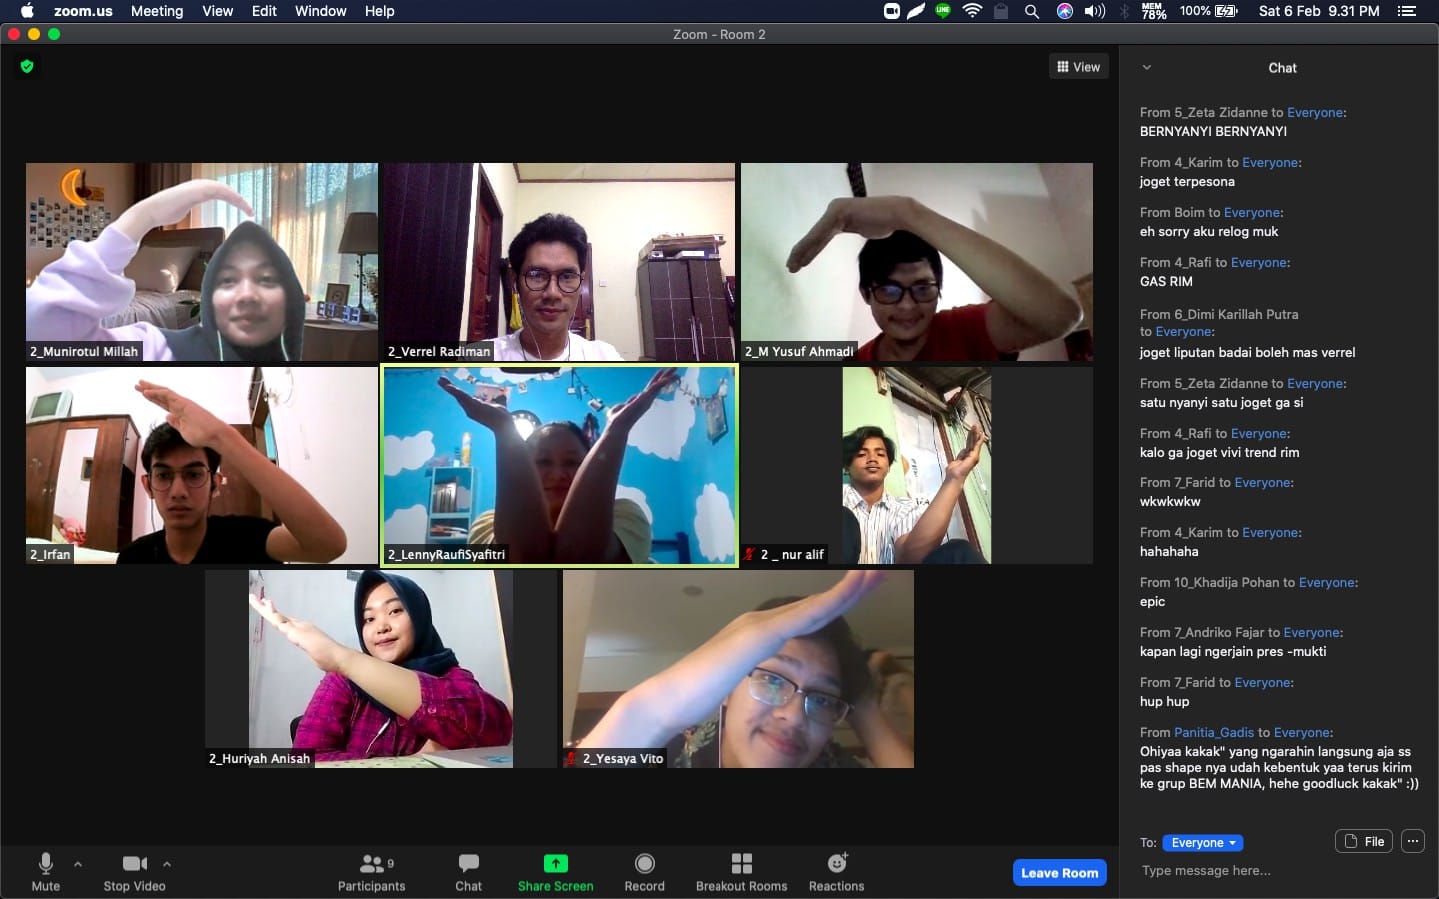 zoom.us Meeting View Edit Window Help LINE MEM 78% 100% Sat 6 Feb 9.31 PM
Zoom - Room 2
View
2_Munirotul Millah
2_Verrel Radiman
2_M Yusuf Ahmadi
2_Irfan
2_LennyRaufiSyafitri
2 _ nur alif
2_Huriyah Anisah
2_Yesaya Vito
Mute
Stop Video
9
Participants
Chat
Share Screen
Record
Breakout Rooms
Reactions
Leave Room
Chat
From 5_Zeta Zidanne to Everyone:
BERNYANYI BERNYANYI
From 4_Karim to Everyone:
joget terpesona
From Boim to Everyone:
eh sorry aku relog muk
From 4_Rafi to Everyone:
GAS RIM
From 6_Dimi Karillah Putra
to Everyone:
joget liputan badai boleh mas verrel
From 5_Zeta Zidanne to Everyone:
satu nyanyi satu joget ga si
From 4_Rafi to Everyone:
kalo ga joget vivi trend rim
From 7_Farid to Everyone:
wkwkwkw
From 4_Karim to Everyone:
hahahaha
From 10_Khadija Pohan to Everyone:
epic
From 7_Andriko Fajar to Everyone:
kapan lagi ngerjain pres -mukti
From 7_Farid to Everyone:
hup hup
From Panitia_Gadis to Everyone:
Ohiyaa kakak" yang ngarahin langsung aja ss
pas shape nya udah kebentuk yaa terus kirim
ke grup BEM MANIA, hehe goodluck kakak" :))
To: Everyone
File
Type message here...